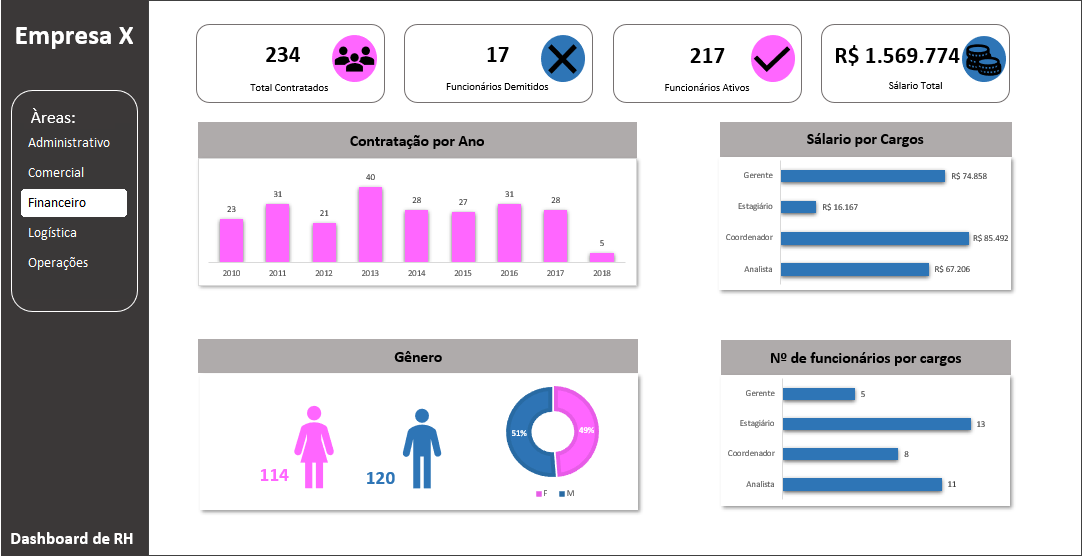 Empresa X
Àreas:
Administrativo
Comercial
Financeiro
Logística
Operações
Dashboard de RH
234
Total Contratados
17
Funcionários Demitidos
217
Funcionários Ativos
R$ 1.569.774
Sálario Total
Contratação por Ano
23
31
21
40
28
27
31
28
5
2010
2011
2012
2013
2014
2015
2016
2017
2018
Sálario por Cargos
Gerente R$ 74.858
Estagiário R$ 16.167
Coordenador R$ 85.492
Analista R$ 67.206
Gênero
114
120
51%
49%
F M
Nº de funcionários por cargos
Gerente 5
Estagiário 13
Coordenador 8
Analista 11